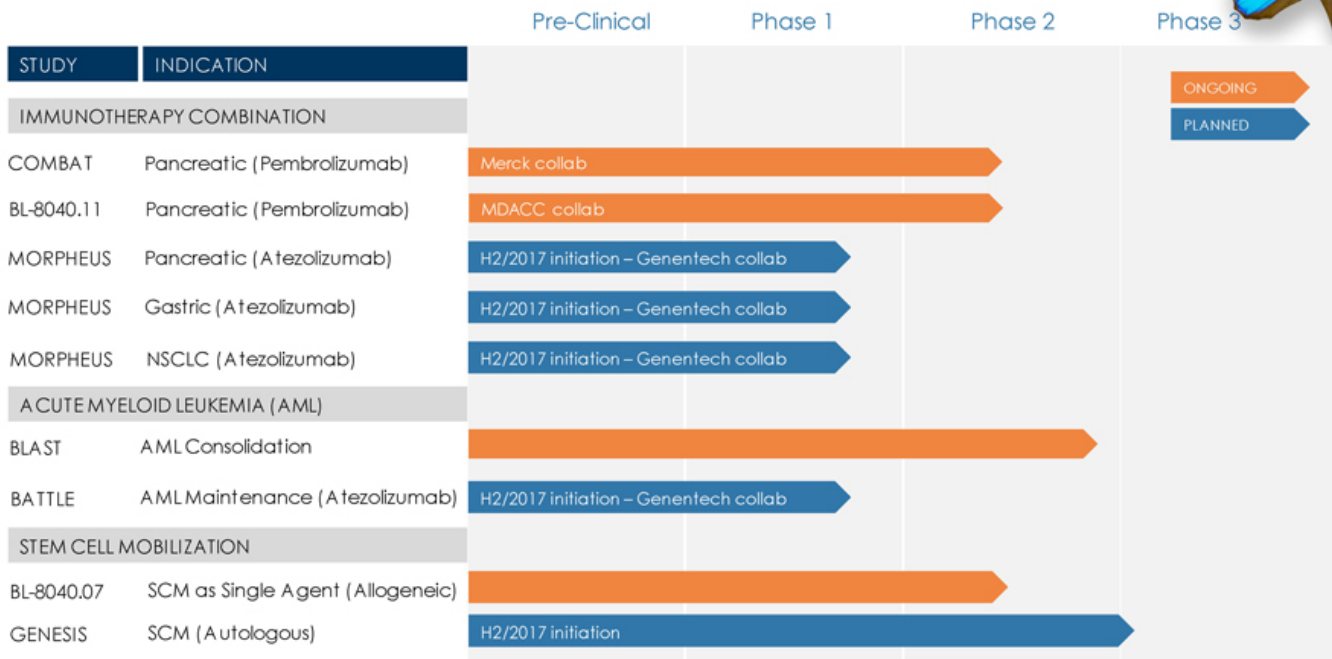 Pre-Clinical Phase 1 Phase 2 Phase 3
STUDY INDICATION
ONGOING
IMMUNOTHERAPY COMBINATION
PLANNED
COMBAT Pancreatic (Pembrolizumab) Merck collab
BL-8040.11 Pancreatic (Pembrolizumab) MDACC collab
MORPHEUS Pancreatic (Atezolizumab) H2/2017 initiation – Genentech collab
MORPHEUS Gastric (Atezolizumab) H2/2017 initiation – Genentech collab
MORPHEUS NSCLC (Atezolizumab) H2/2017 initiation – Genentech collab
ACUTE MYELOID LEUKEMIA (AML)
BLAST AML Consolidation
BATTLE AML Maintenance (Atezolizumab) H2/2017 initiation – Genentech collab
STEM CELL MOBILIZATION
BL-8040.07 SCM as Single Agent (Allogeneic)
GENESIS SCM (Autologous) H2/2017 initiation